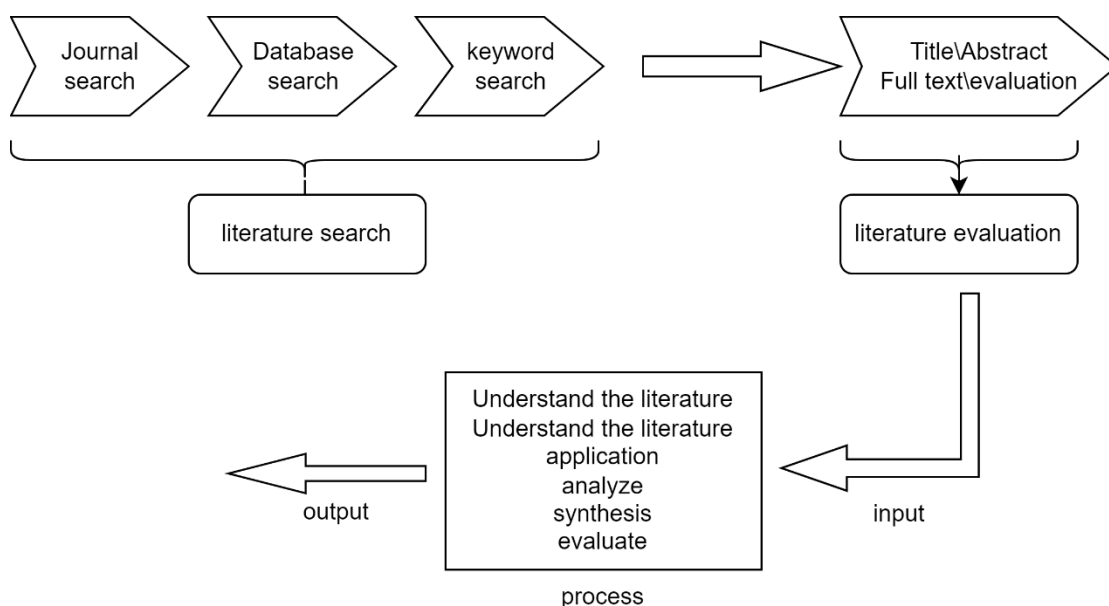 Journal
search
Database
search
keyword
search
Title\Abstract
Full text\evaluation
literature search
literature evaluation
Understand the literature
Understand the literature
application
analyze
synthesis
evaluate
output
input
process